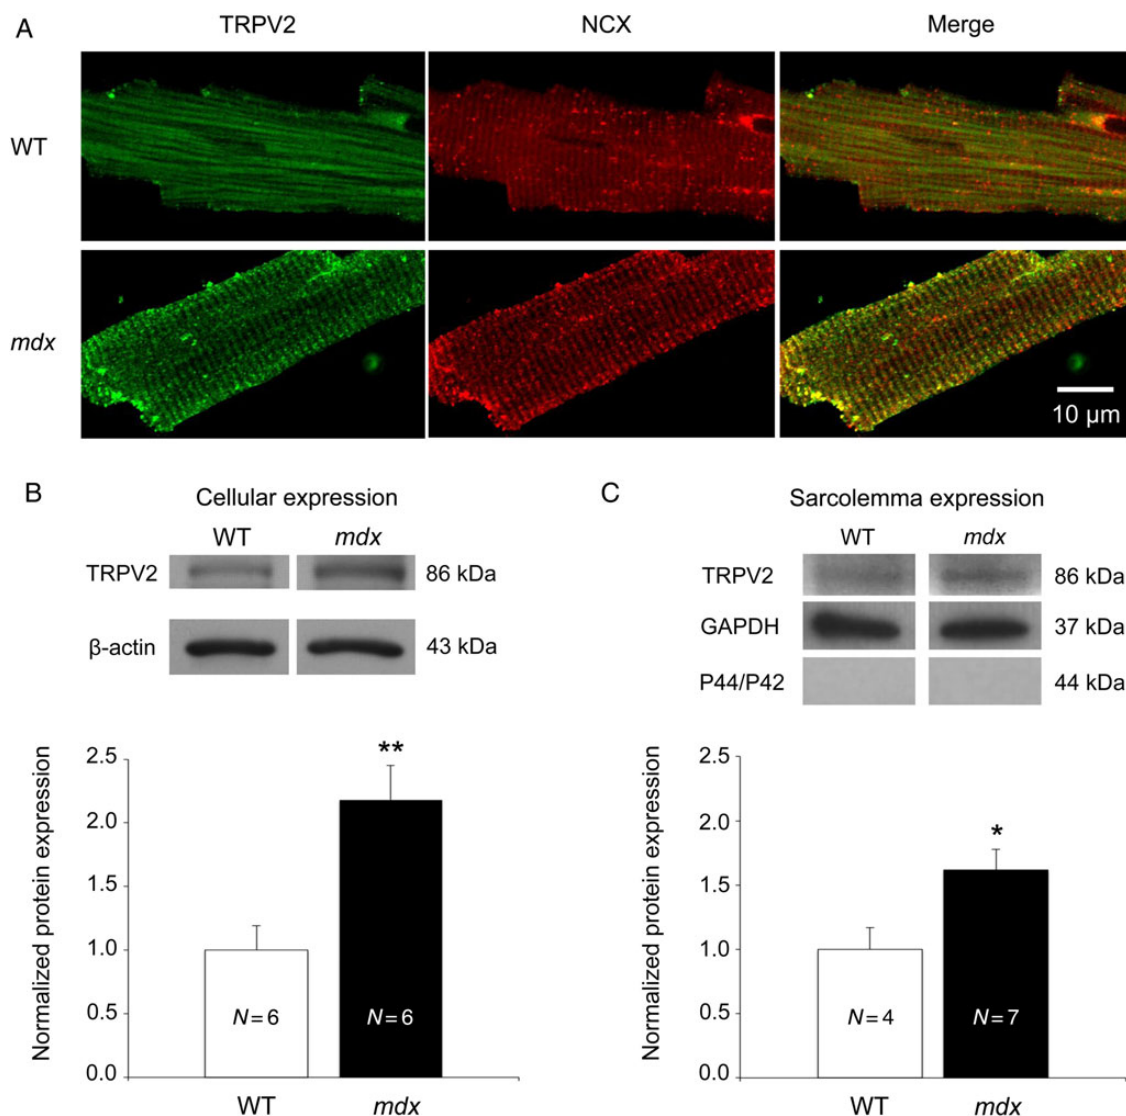 A
TRPV2
NCX
Merge
WT
mdx
10 µm
B
Cellular expression
WT
mdx
TRPV2
86 kDa
β-actin
43 kDa
Normalized protein expression
2.5
2.0
1.5
1.0
0.5
0.0
**
N = 6
N = 6
WT
mdx
C
Sarcolemma expression
WT
mdx
TRPV2
86 kDa
GAPDH
37 kDa
P44/P42
44 kDa
Normalized protein expression
2.5
2.0
1.5
1.0
0.5
0.0
*
N = 4
N = 7
WT
mdx